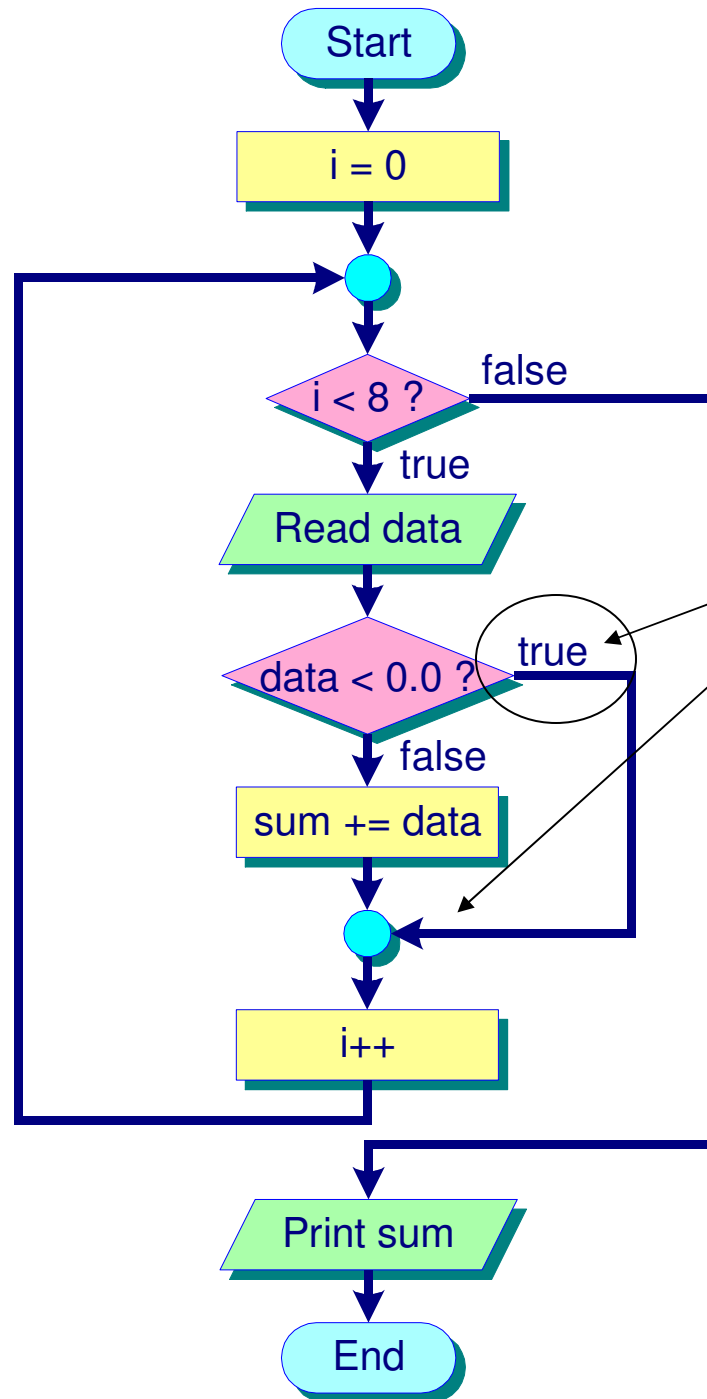 Start
i = 0
i < 8 ?
false
true
Read data
data < 0.0 ?
true
false
sum += data
i++
Print sum
End